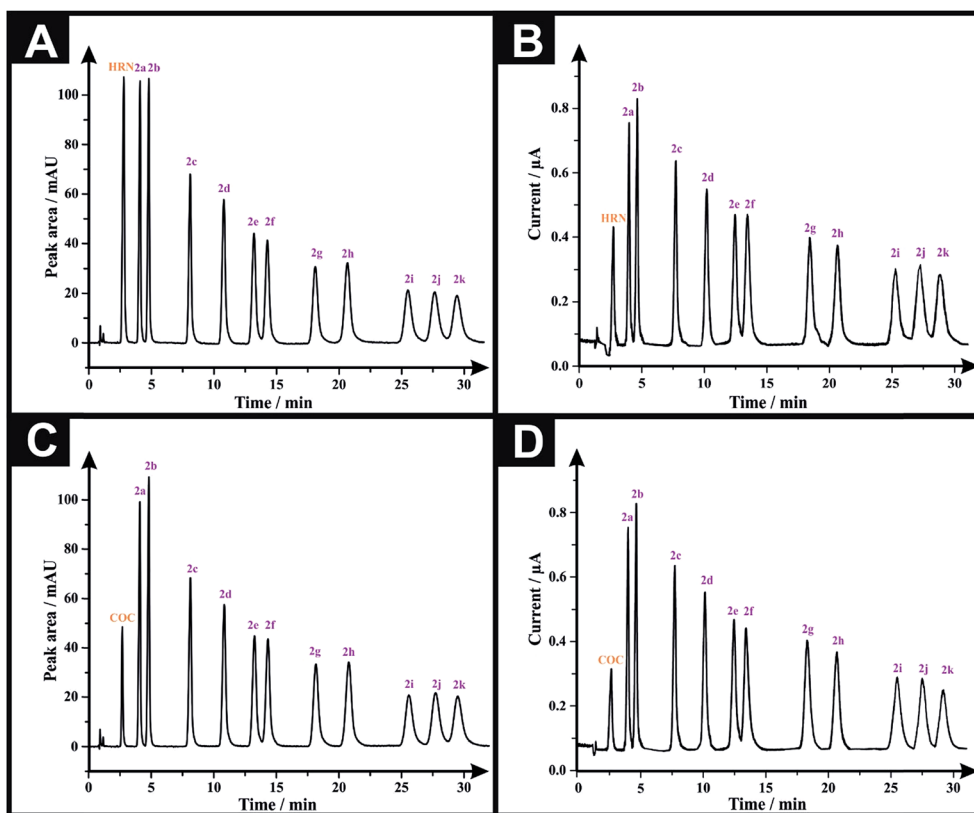 A
HRN 2a 2b
2c
2d
2e 2f
2g 2h
2i 2j 2k
Peak area / mAU
100
80
60
40
20
0
0 5 10 15 20 25 30
Time / min
B
HRN
2a
2b
2c
2d
2e 2f
2g 2h
2i 2j 2k
Current / µA
0.8
0.6
0.4
0.2
0.0
0 5 10 15 20 25 30
Time / min
C
COC
2a
2b
2c
2d
2e 2f
2g 2h
2i 2j 2k
Peak area / mAU
100
80
60
40
20
0
0 5 10 15 20 25 30
Time / min
D
COC
2a
2b
2c
2d
2e 2f
2g 2h
2i 2j 2k
Current / µA
0.8
0.6
0.4
0.2
0.0
0 5 10 15 20 25 30
Time / min